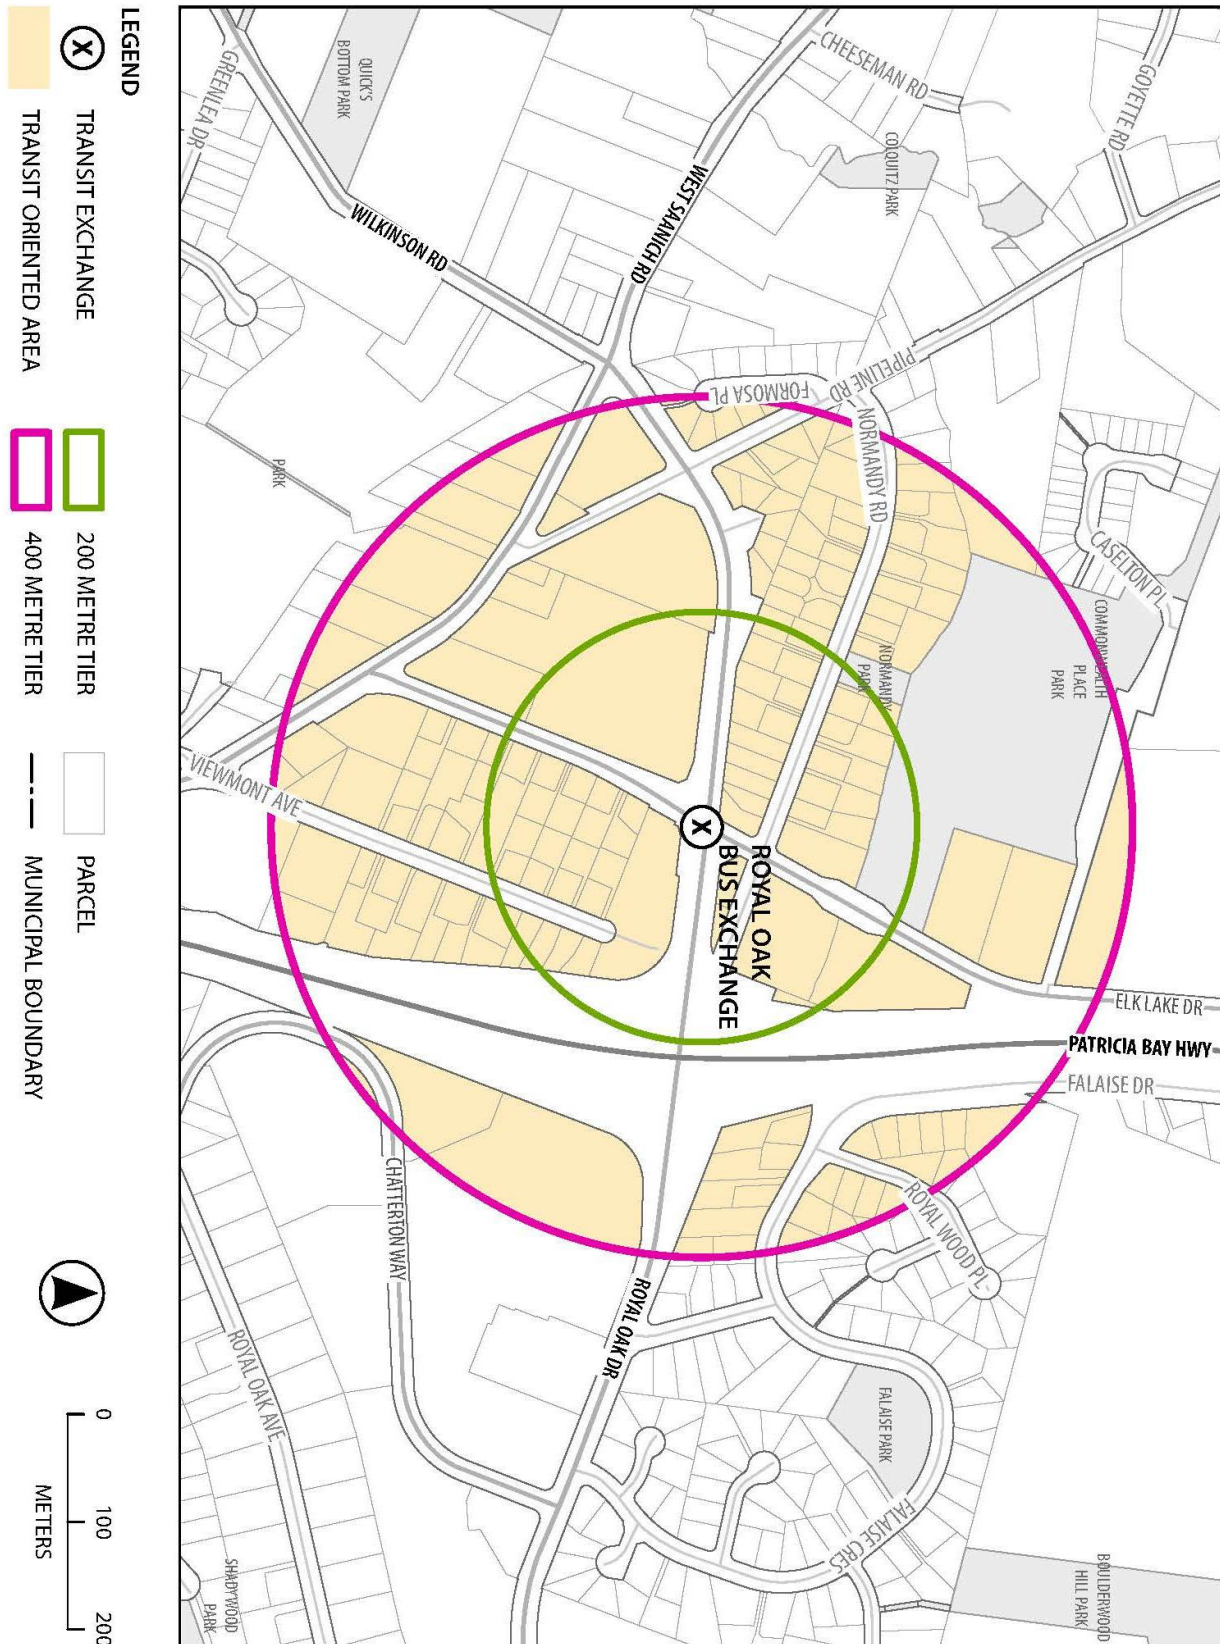 GOYETTE RD
CHEESEMAN RD
COLQUITZ PARK
WEST SAANICH RD
QUICK'S
BOTTOM PARK
GREENLEA DR
WILKINSON RD
PIPELINE RD
FORMOSA PL
NORMANDY RD
CASELTON PL
COMMONWEALTH
PLACE
PARK
NORMANDY
PARK
PARK
VIEWMONT AVE
X
ROYAL OAK
BUS EXCHANGE
ELK LAKE DR
PATRICIA BAY HWY
FALAISE DR
ROYAL WOOD PL
CHATTERTON WAY
ROYAL OAK DR
ROYAL OAK AVE
FALAISE PARK
FALAISE CRES
BOULDERWOOD
HILL PARK
SHADYWOOD
PARK
LEGEND
X TRANSIT EXCHANGE
TRANSIT ORIENTED AREA
200 METRE TIER
400 METRE TIER
PARCEL
MUNICIPAL BOUNDARY
0 100 200
METERS